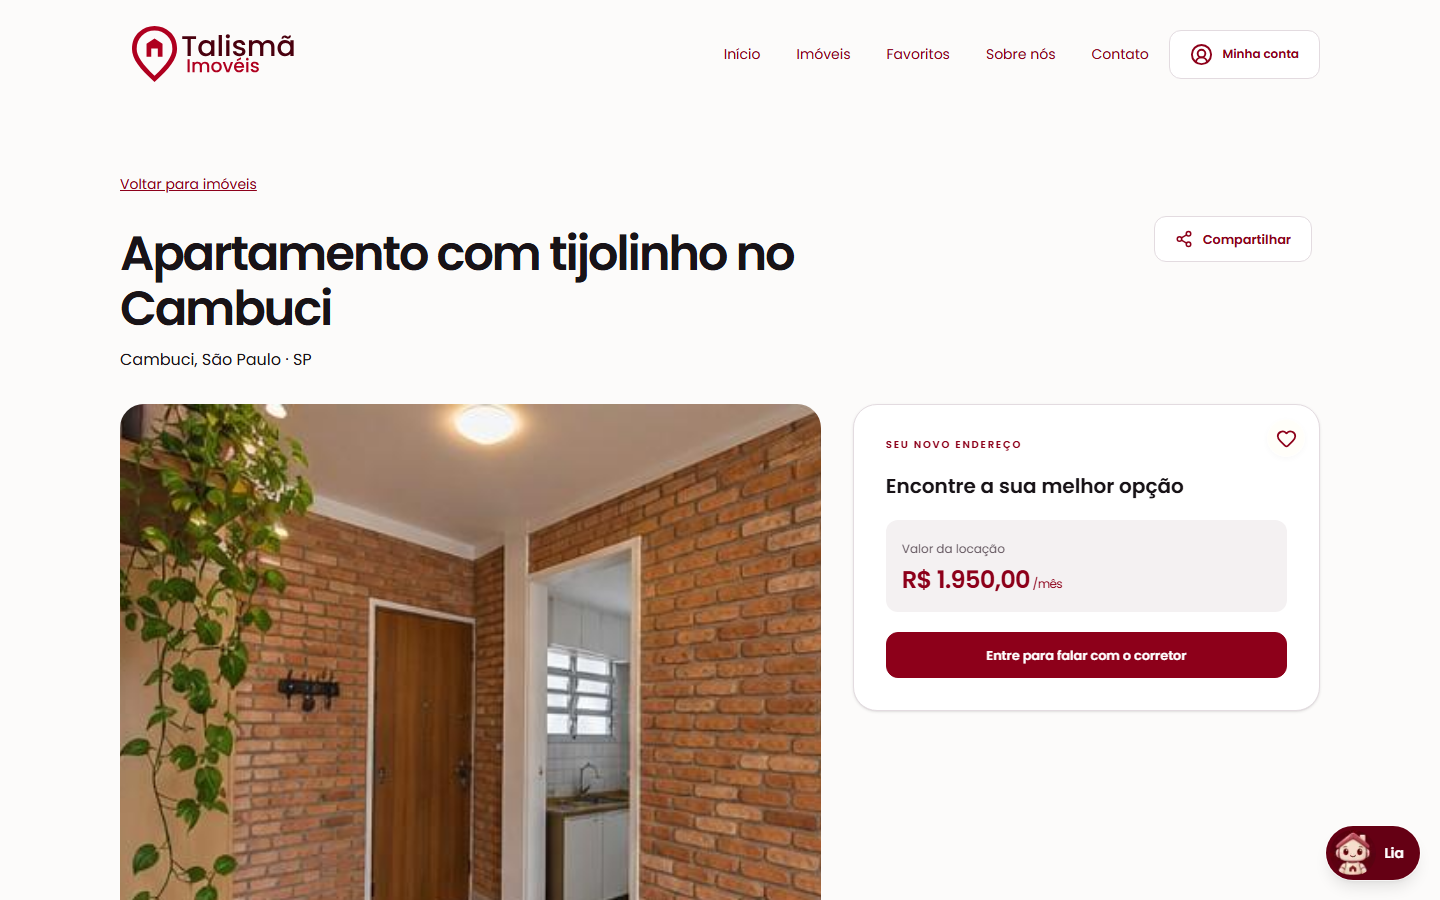 Talismã
Imovéis
Início
Imóveis
Favoritos
Sobre nós
Contato
Minha conta
Voltar para imóveis
Apartamento com tijolinho no
Cambuci
Compartilhar
Cambuci, São Paulo · SP
SEU NOVO ENDEREÇO
Encontre a sua melhor opção
Valor da locação
R$ 1.950,00 /mês
Entre para falar com o corretor
Lia